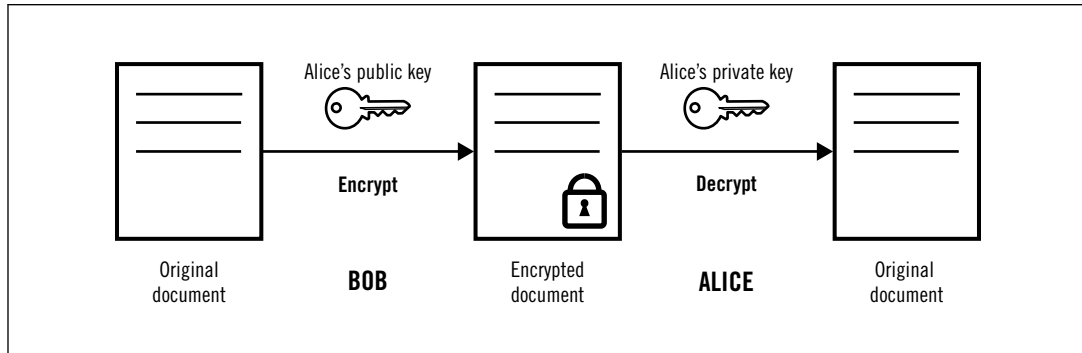 Alice’s public key
Alice’s private key
Encrypt
Decrypt
Original
document
BOB
Encrypted
document
ALICE
Original
document